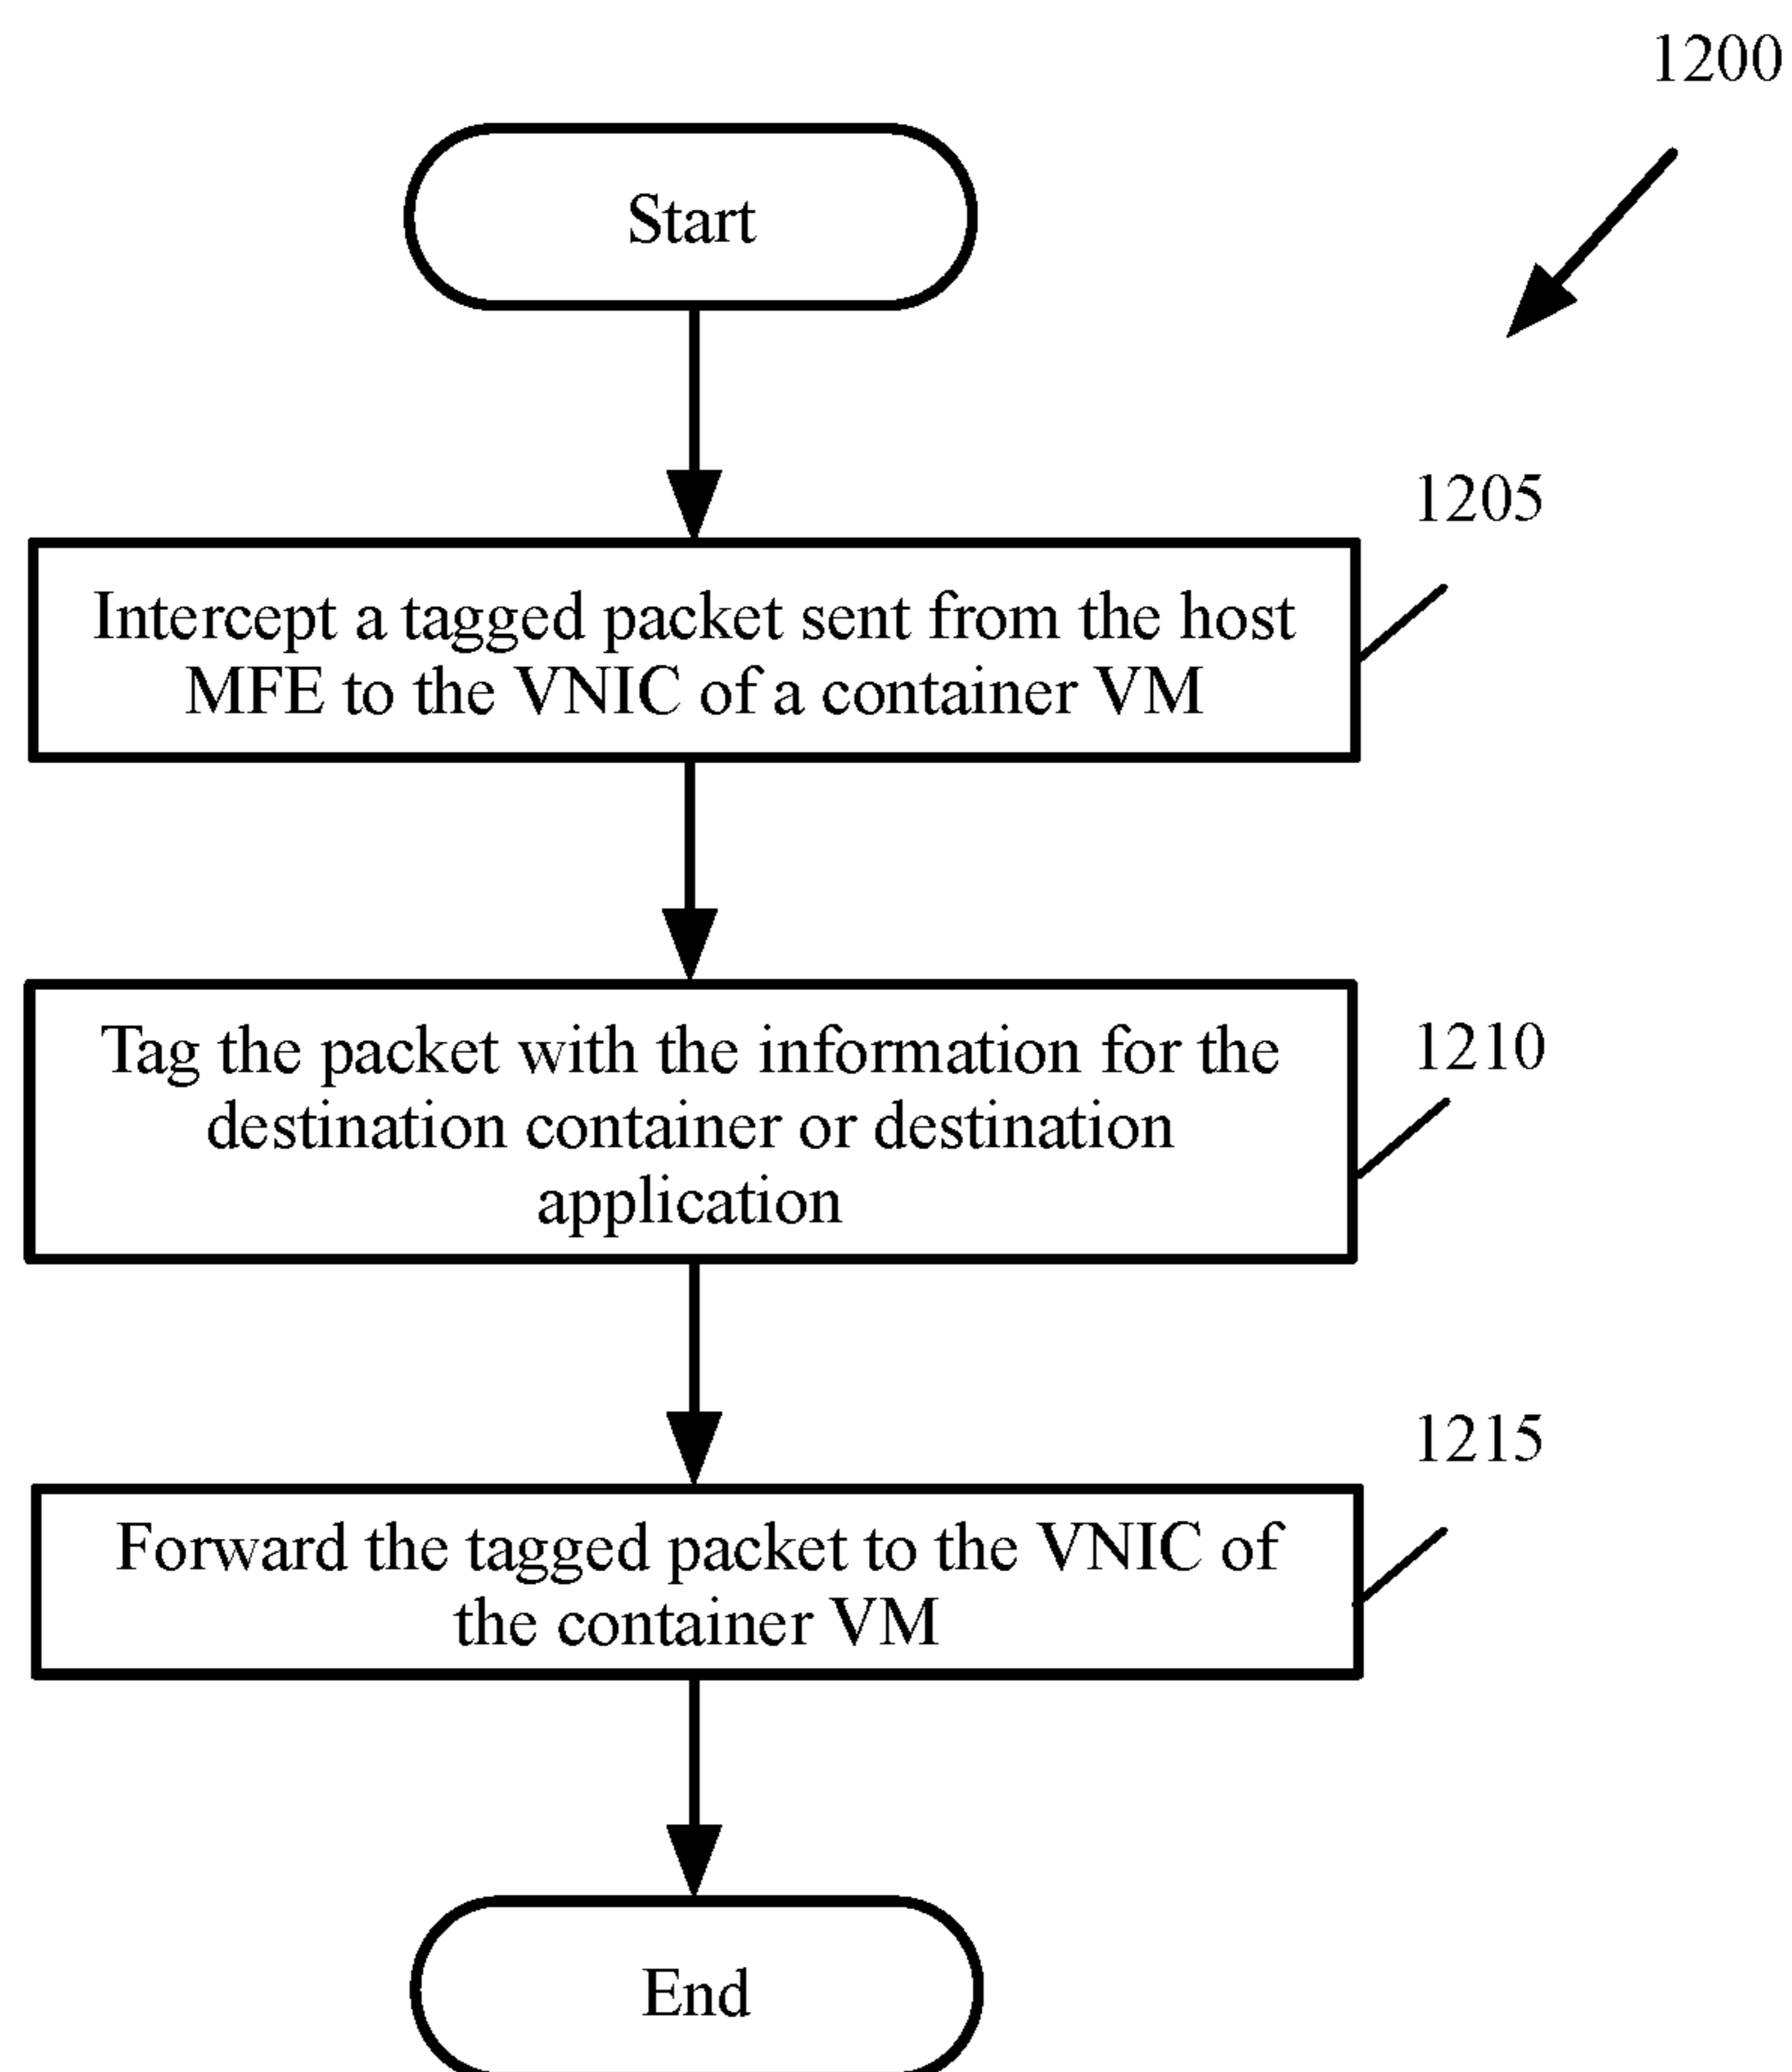 1200
Start
1205
Intercept a tagged packet sent from the host
MFE to the VNIC of a container VM
1210
Tag the packet with the information for the
destination container or destination
application
1215
Forward the tagged packet to the VNIC of
the container VM
End